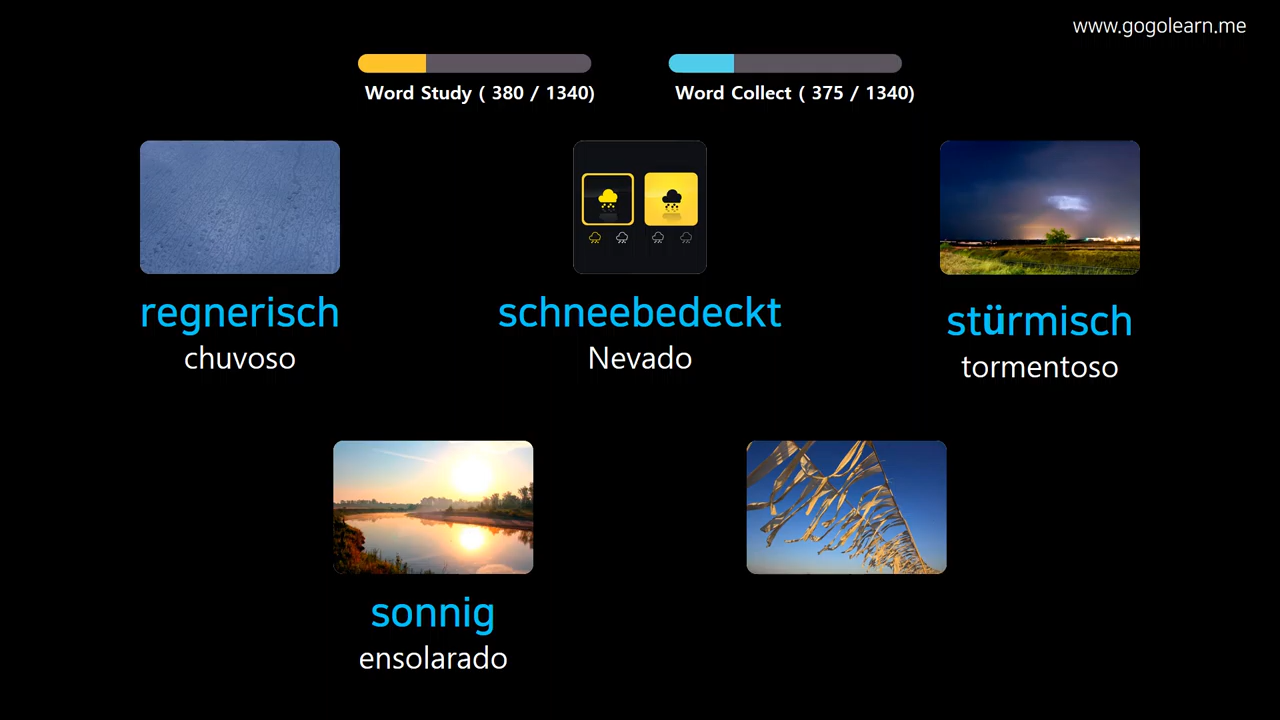 www.gogolearn.me
Word Study ( 380 / 1340)
Word Collect ( 375 / 1340)
regnerisch
chuvoso
schneebedeckt
Nevado
stürmisch
tormentoso
sonnig
ensolarado